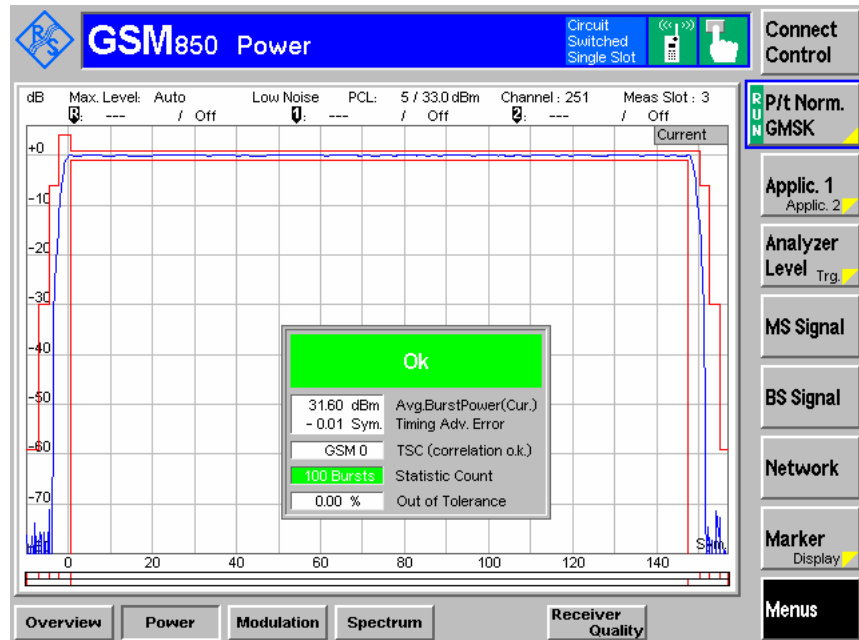 R S
GSM850 Power
Circuit
Switched
Single Slot
Connect
Control
dB Max. Level: Auto Low Noise PCL: 5 / 33.0 dBm Channel : 251 Meas Slot : 3
R: --- / Off 1: --- / Off 2: --- / Off
RUN
P/t Norm.
GMSK
Current
+0
-10
-20
-30
-40
-50
-60
-70
Applic. 1
Applic. 2
Analyzer
Level Trg.
MS Signal
BS Signal
Network
Marker
Display
Menus
Ok
31.60 dBm Avg.BurstPower(Cur.)
- 0.01 Sym. Timing Adv. Error
GSM 0 TSC (correlation o.k.)
100 Bursts Statistic Count
0.00 % Out of Tolerance
Sym.
0 20 40 60 80 100 120 140
Overview Power Modulation Spectrum Receiver
Quality